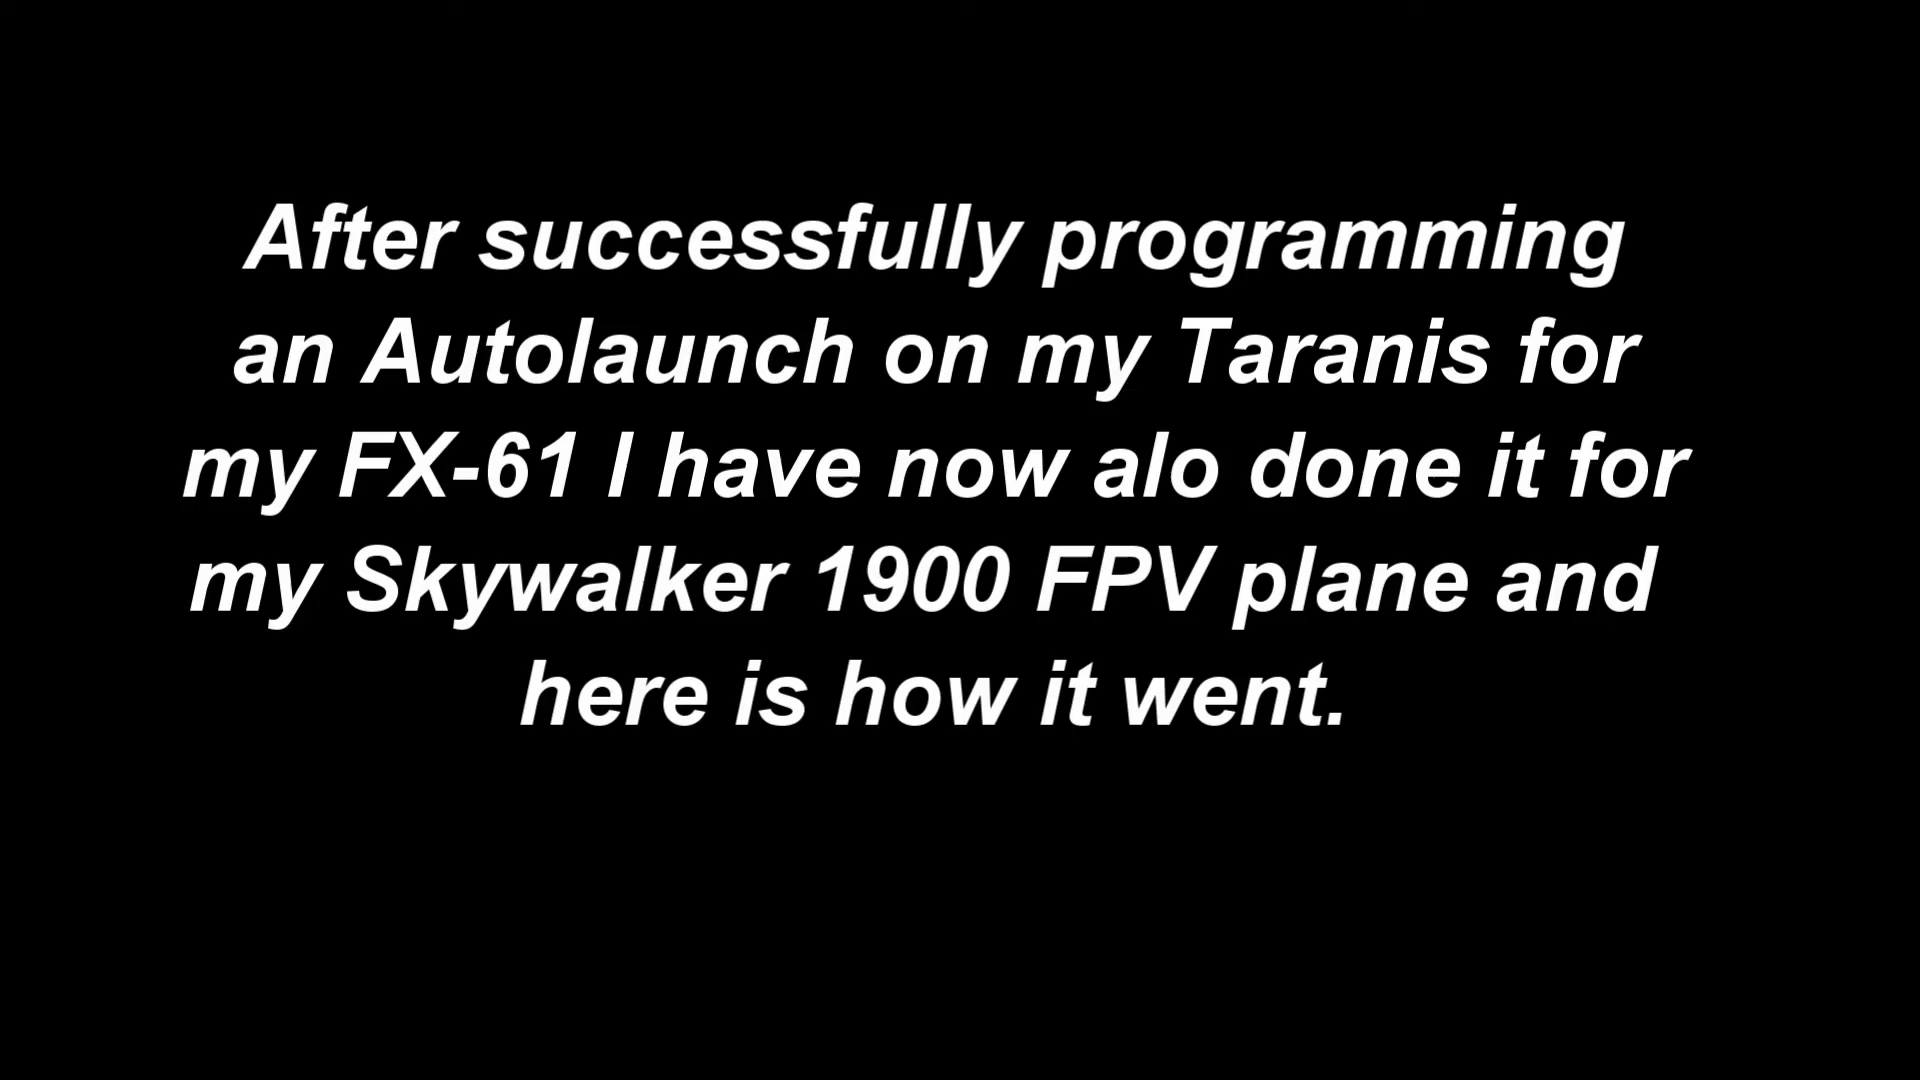 After successfully programming
an Autolaunch on my Taranis for
my FX-61 I have now alo done it for
my Skywalker 1900 FPV plane and
here is how it went.